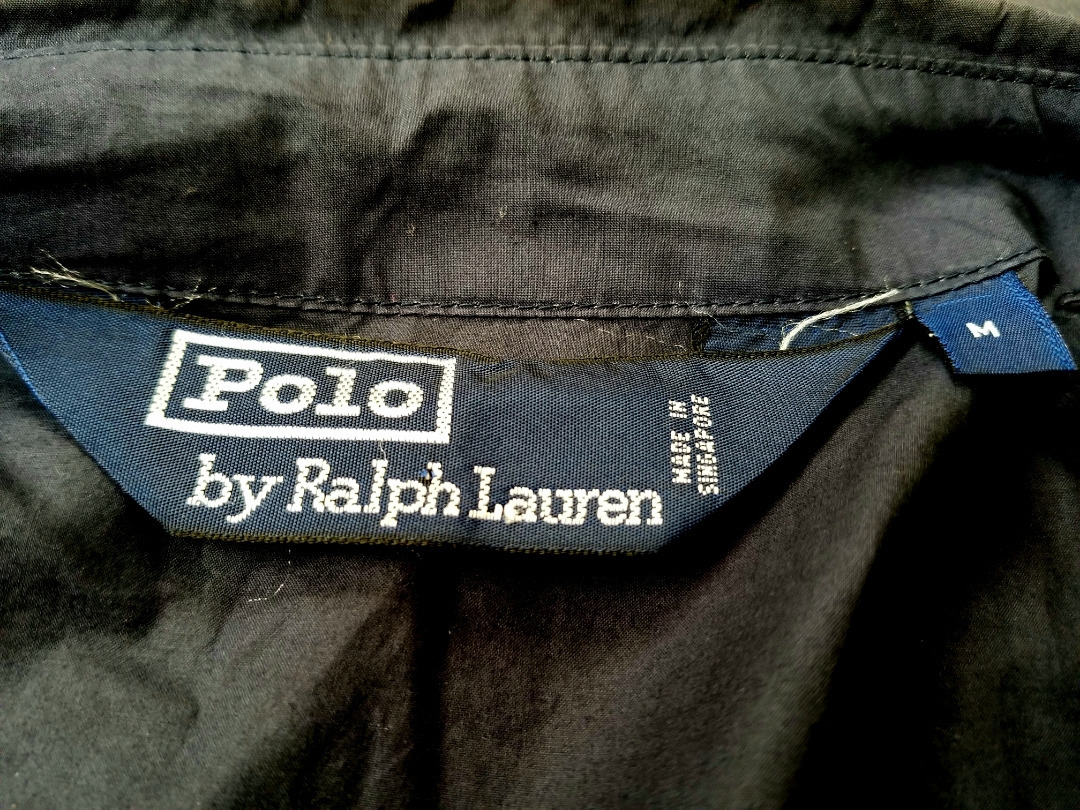 Polo
by Ralph Lauren
MADE IN
SINGAPORE
M